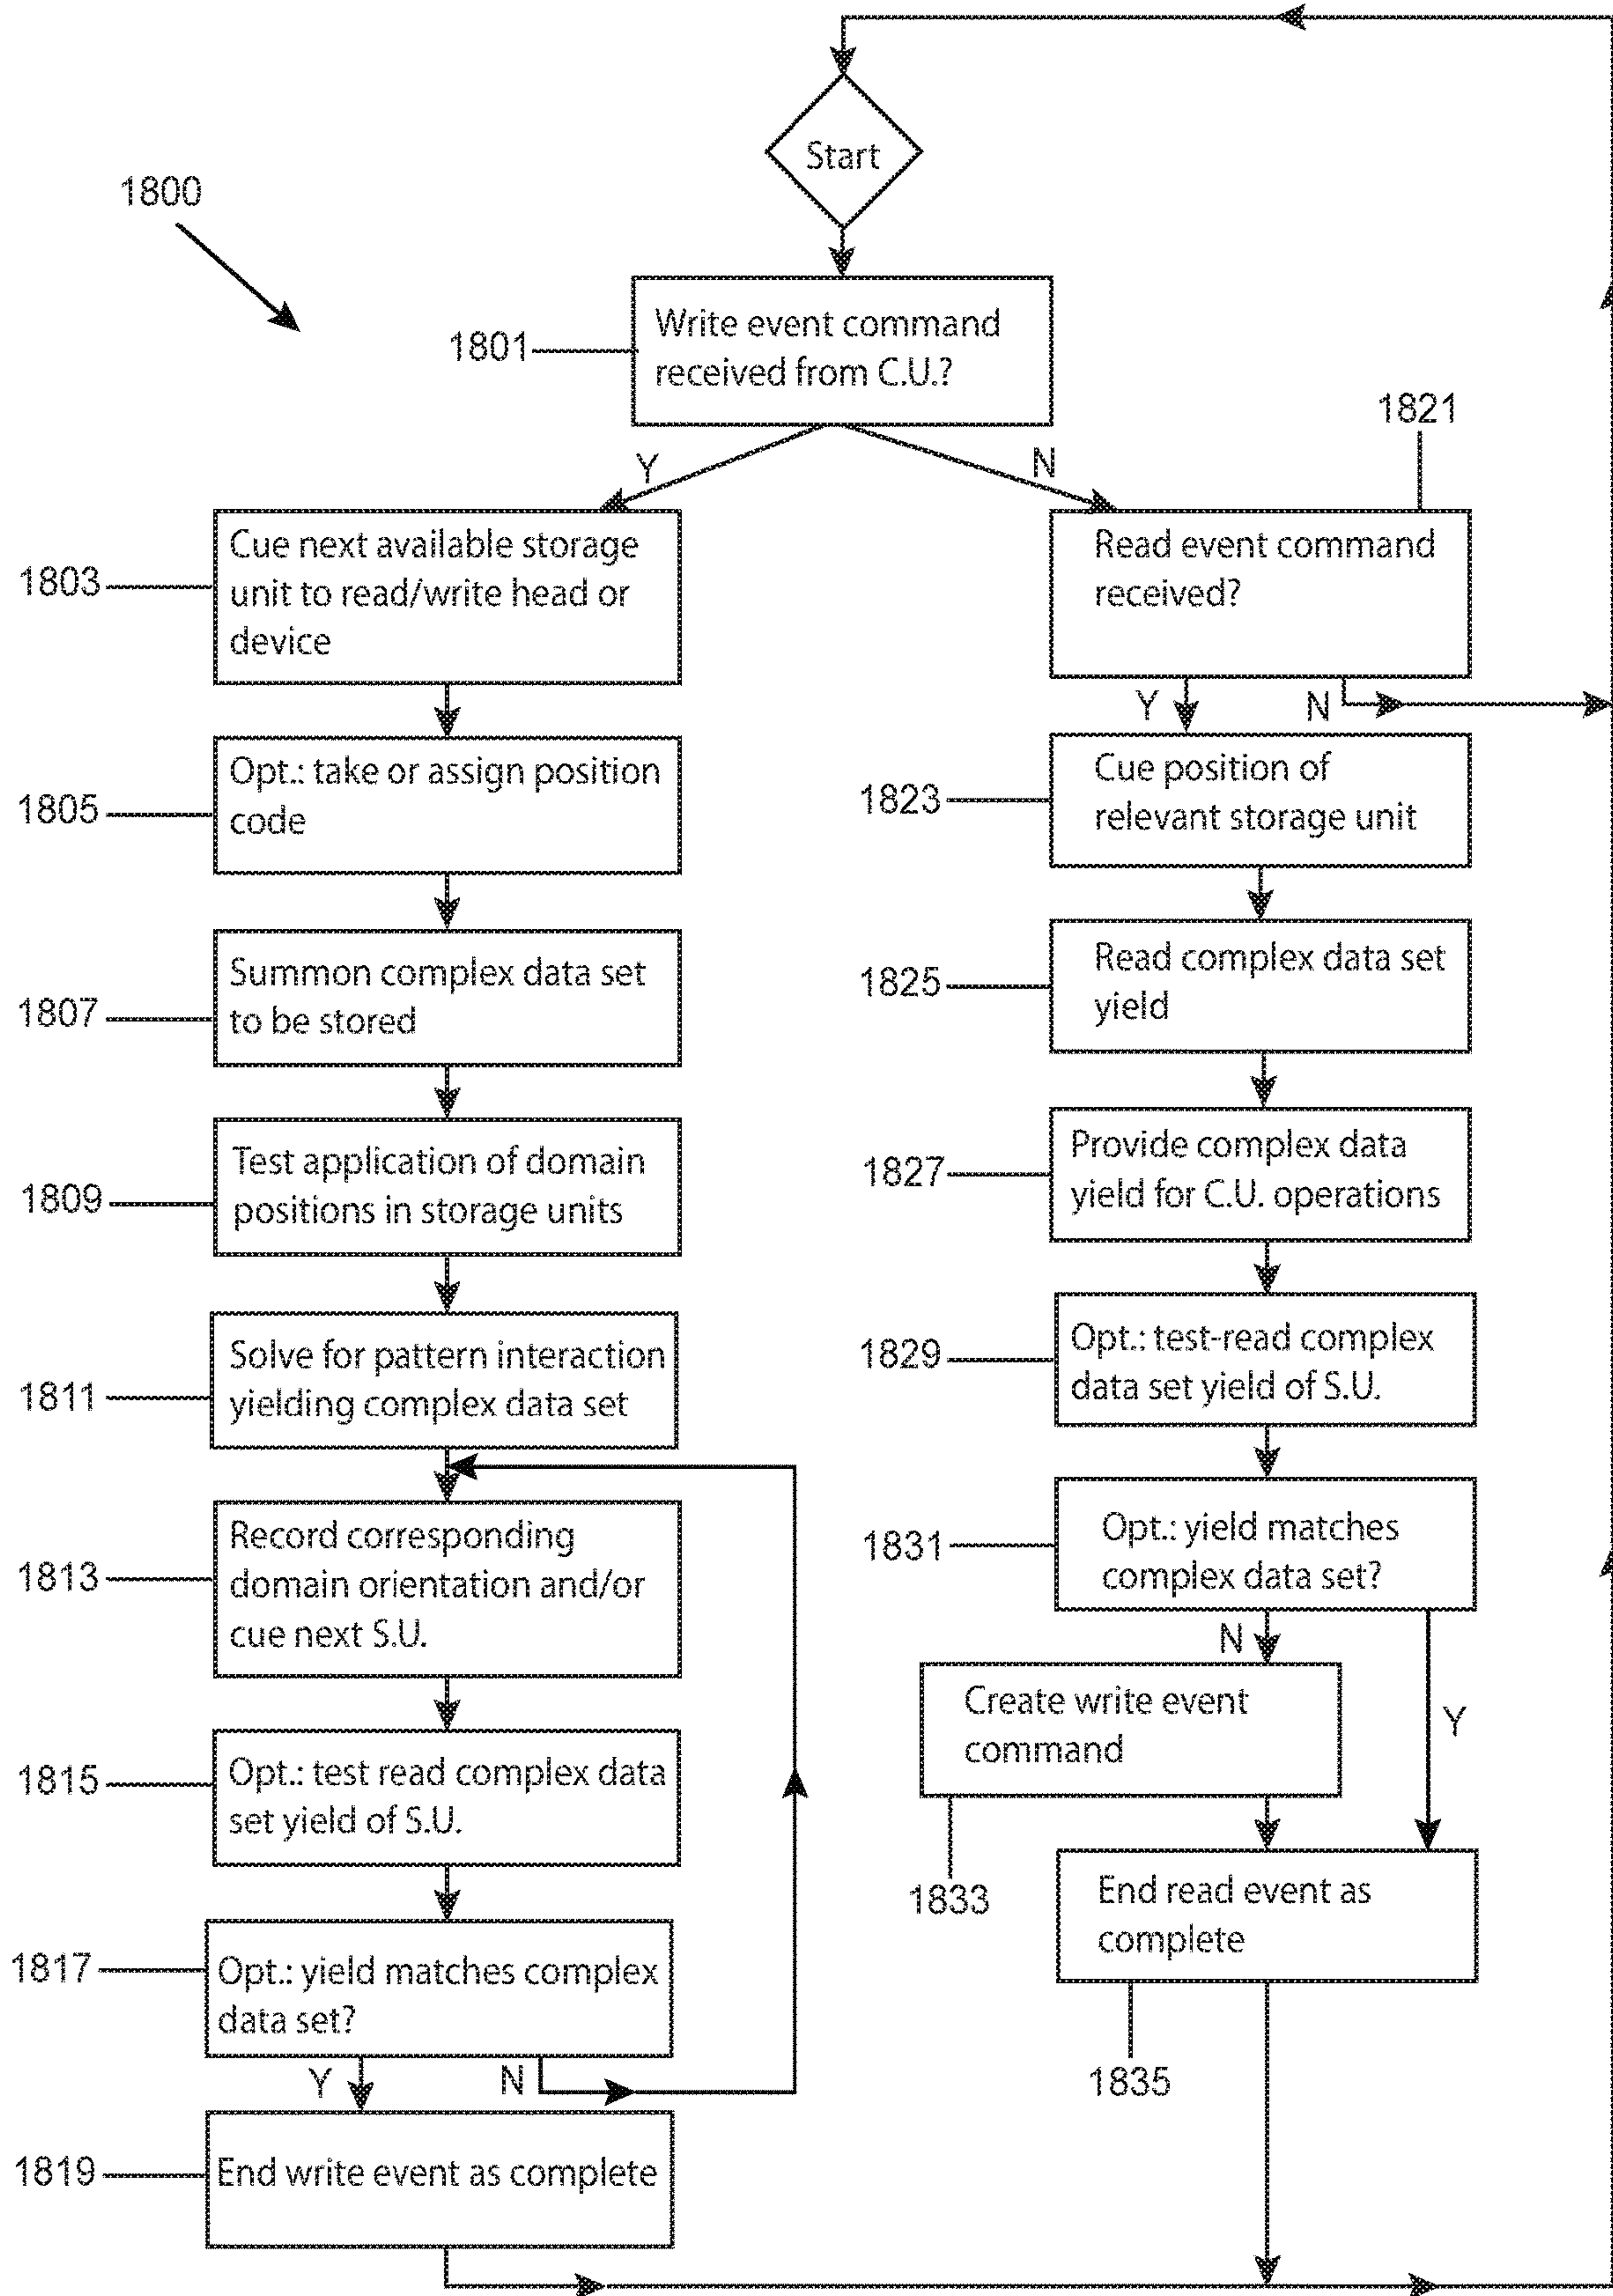 Start
1800
Write event command
received from C.U.?
1801
1821
Y
N
Cue next available storage
unit to read/write head or
device
1803
Read event command
received?
Y
N
Opt.: take or assign position
code
1805
Cue position of
relevant storage unit
1823
Summon complex data set
to be stored
1807
Read complex data set
yield
1825
Test application of domain
positions in storage units
1809
Provide complex data
yield for C.U. operations
1827
Solve for pattern interaction
yielding complex data set
1811
Opt.: test-read complex
data set yield of S.U.
1829
Record corresponding
domain orientation and/or
cue next S.U.
1813
Opt.: yield matches
complex data set?
1831
N
Y
Opt.: test read complex data
set yield of S.U.
1815
Create write event
command
1833
Opt.: yield matches complex
data set?
1817
Y
N
End read event as
complete
1835
End write event as complete
1819